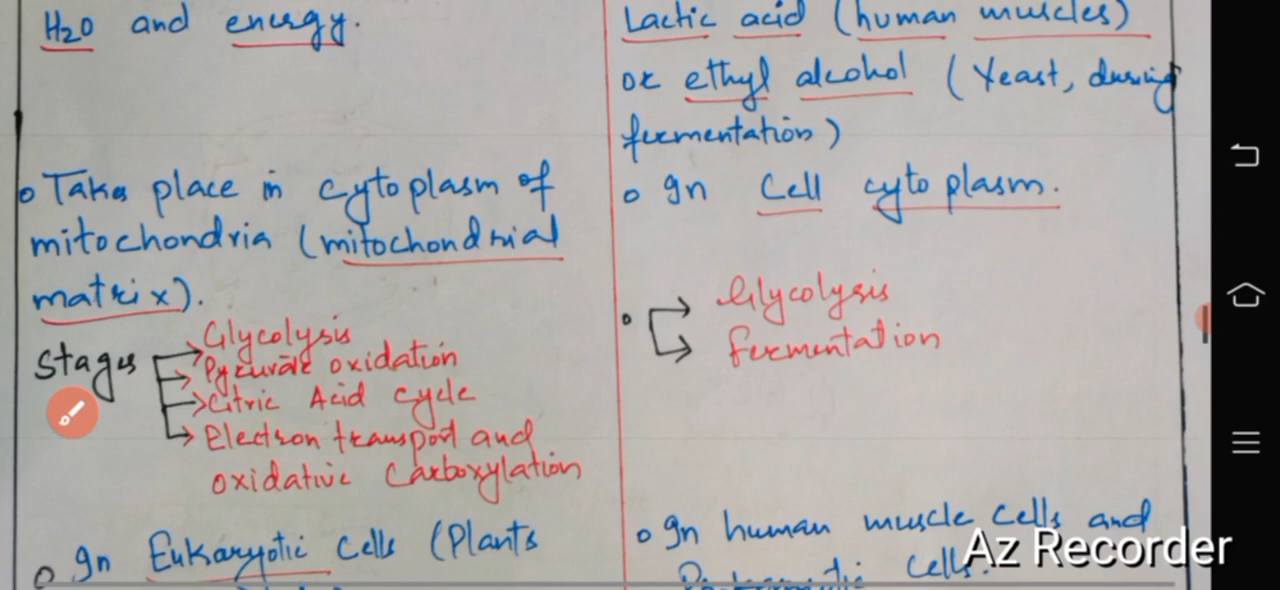 H2O and energy.
o Takes place in cytoplasm of
mitochondria (mitochondrial
matrix).
Stages
Glycolysis
Pyruvate oxidation
Citric Acid cycle
Electron transport and
oxidative Carboxylation
o In Eukaryotic cells (Plants
Lactic acid (human muscles)
or ethyl alcohol (Yeast, during
fermentation)
o In Cell cytoplasm.
Glycolysis
fermentation
o In human muscle cells and
cells.
Az Recorder